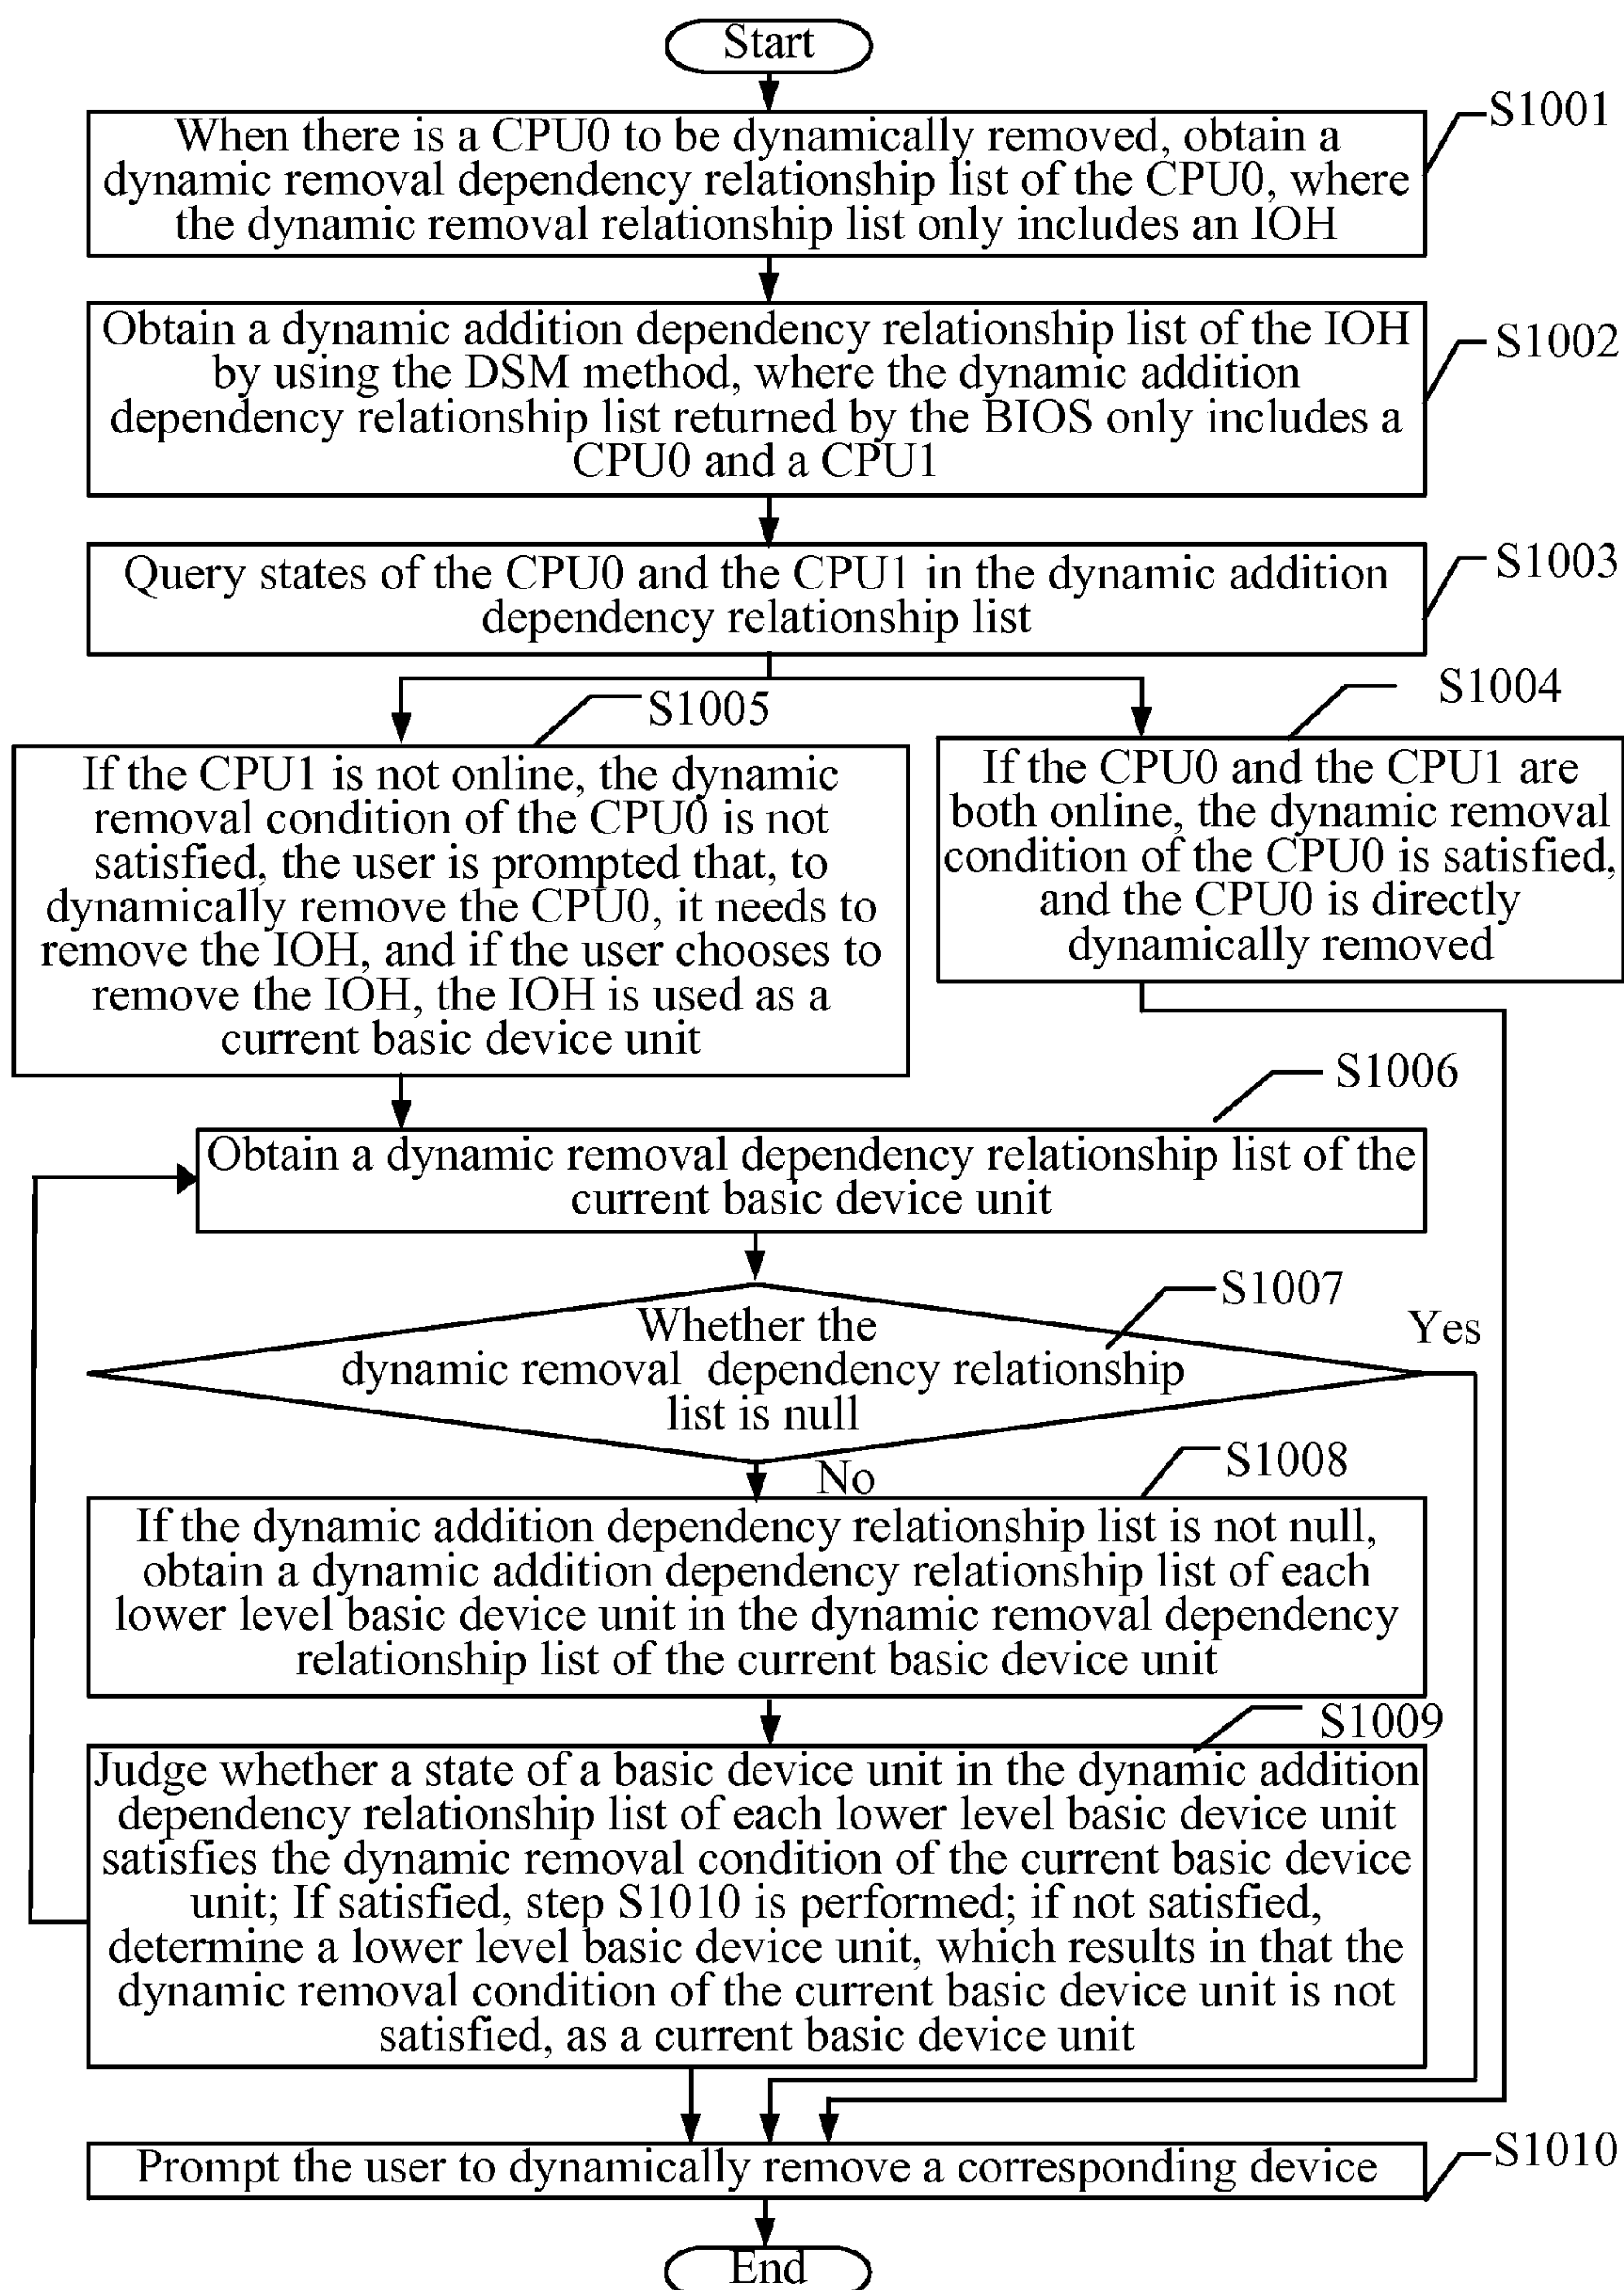 Start
S1001
When there is a CPU0 to be dynamically removed, obtain a
dynamic removal dependency relationship list of the CPU0, where
the dynamic removal relationship list only includes an IOH
Obtain a dynamic addition dependency relationship list of the IOH
by using the DSM method, where the dynamic addition
dependency relationship list returned by the BIOS only includes a
CPU0 and a CPU1
S1002
Query states of the CPU0 and the CPU1 in the dynamic addition
dependency relationship list
S1003
S1005
If the CPU1 is not online, the dynamic
removal condition of the CPU0 is not
satisfied, the user is prompted that, to
dynamically remove the CPU0, it needs to
remove the IOH, and if the user chooses to
remove the IOH, the IOH is used as a
current basic device unit
S1004
If the CPU0 and the CPU1 are
both online, the dynamic removal
condition of the CPU0 is satisfied,
and the CPU0 is directly
dynamically removed
S1006
Obtain a dynamic removal dependency relationship list of the
current basic device unit
S1007
Whether the
dynamic removal dependency relationship
list is null
Yes
No
S1008
If the dynamic addition dependency relationship list is not null,
obtain a dynamic addition dependency relationship list of each
lower level basic device unit in the dynamic removal dependency
relationship list of the current basic device unit
S1009
Judge whether a state of a basic device unit in the dynamic addition
dependency relationship list of each lower level basic device unit
satisfies the dynamic removal condition of the current basic device
unit; If satisfied, step S1010 is performed; if not satisfied,
determine a lower level basic device unit, which results in that the
dynamic removal condition of the current basic device unit is not
satisfied, as a current basic device unit
Prompt the user to dynamically remove a corresponding device
S1010
End